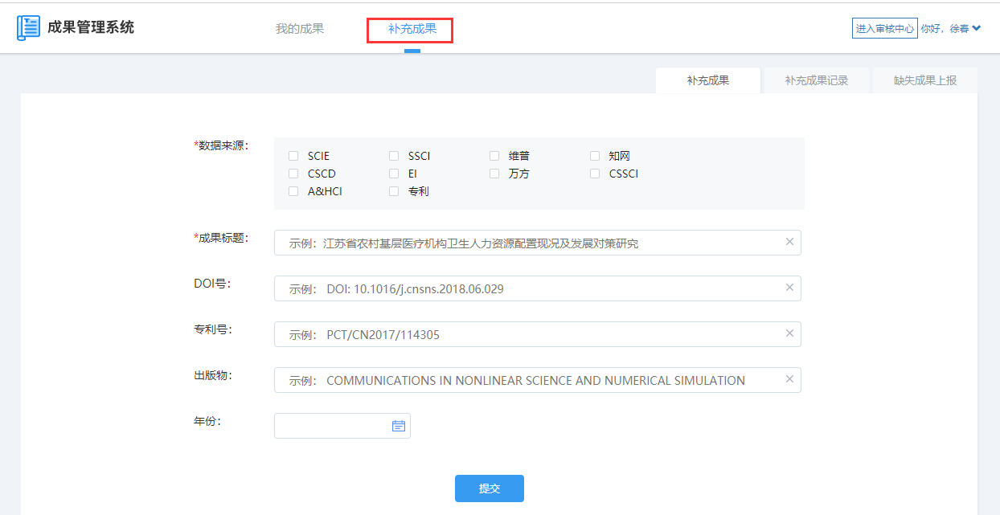 成果管理系统
我的成果
补充成果
进入审核中心 你好，徐春
补充成果
补充成果记录
缺失成果上报
*数据来源：
SCIE SSCI 维普 知网
CSCD EI 万方 CSSCI
A&HCI 专利
*成果标题：
示例：江苏省农村基层医疗机构卫生人力资源配置现况及发展对策研究
DOI号：
示例： DOI: 10.1016/j.cnsns.2018.06.029
专利号：
示例： PCT/CN2017/114305
出版物：
示例： COMMUNICATIONS IN NONLINEAR SCIENCE AND NUMERICAL SIMULATION
年份：
提交